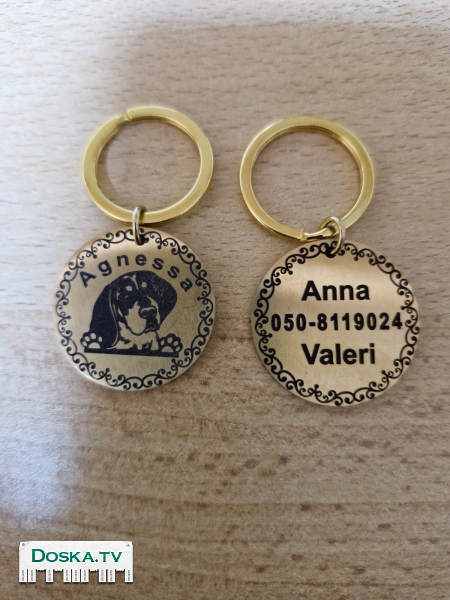 Agnessa
Anna
050-8119024
Valeri
DOSKA.TV